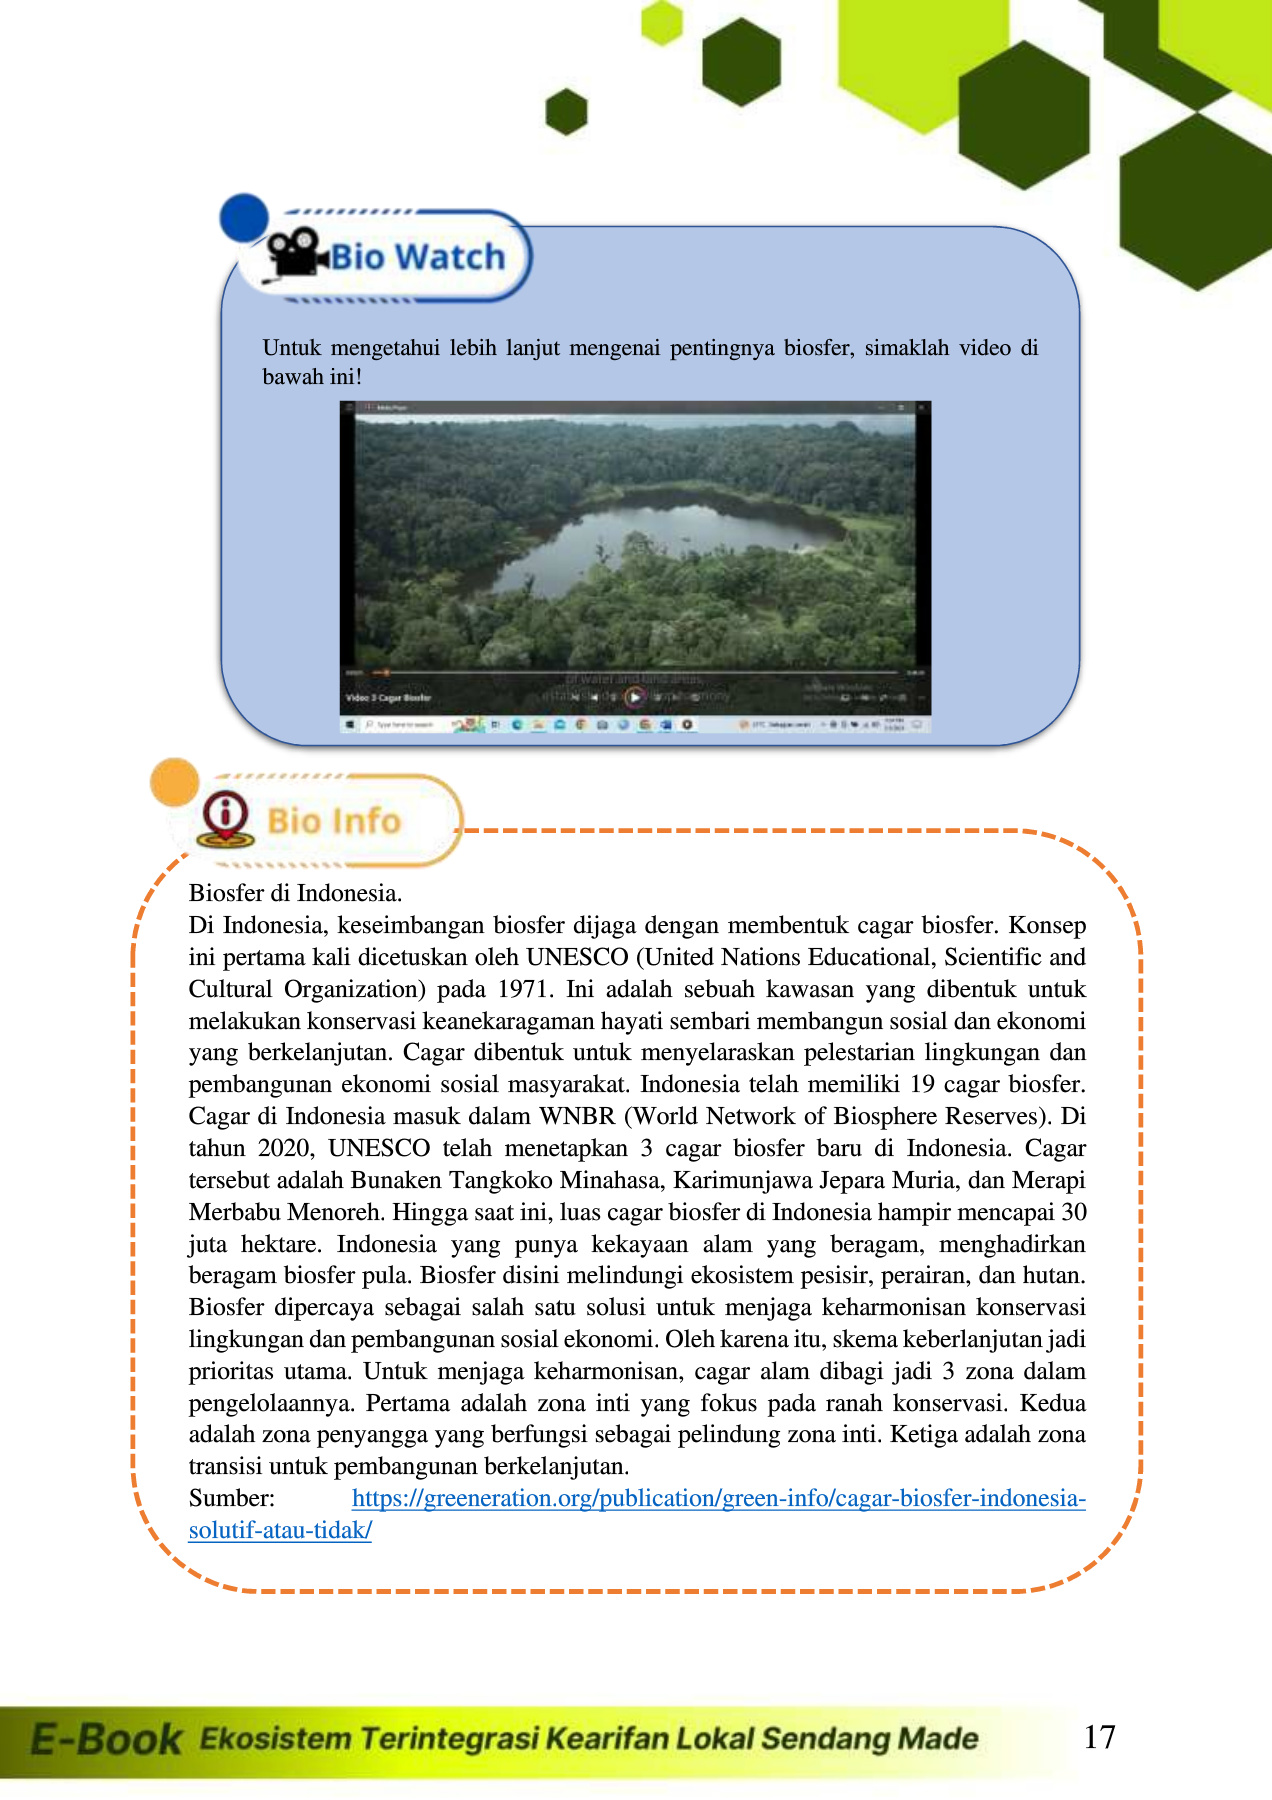 Bio Watch
Untuk mengetahui lebih lanjut mengenai pentingnya biosfer, simaklah video di
bawah ini!
Media Player
of water and land areas,
Video 3 Cagar Biosfer
Type here to search
Bio Info
Biosfer di Indonesia.
Di Indonesia, keseimbangan biosfer dijaga dengan membentuk cagar biosfer. Konsep
ini pertama kali dicetuskan oleh UNESCO (United Nations Educational, Scientific and
Cultural Organization) pada 1971. Ini adalah sebuah kawasan yang dibentuk untuk
melakukan konservasi keanekaragaman hayati sembari membangun sosial dan ekonomi
yang berkelanjutan. Cagar dibentuk untuk menyelaraskan pelestarian lingkungan dan
pembangunan ekonomi sosial masyarakat. Indonesia telah memiliki 19 cagar biosfer.
Cagar di Indonesia masuk dalam WNBR (World Network of Biosphere Reserves). Di
tahun 2020, UNESCO telah menetapkan 3 cagar biosfer baru di Indonesia. Cagar
tersebut adalah Bunaken Tangkoko Minahasa, Karimunjawa Jepara Muria, dan Merapi
Merbabu Menoreh. Hingga saat ini, luas cagar biosfer di Indonesia hampir mencapai 30
juta hektare. Indonesia yang punya kekayaan alam yang beragam, menghadirkan
beragam biosfer pula. Biosfer disini melindungi ekosistem pesisir, perairan, dan hutan.
Biosfer dipercaya sebagai salah satu solusi untuk menjaga keharmonisan konservasi
lingkungan dan pembangunan sosial ekonomi. Oleh karena itu, skema keberlanjutan jadi
prioritas utama. Untuk menjaga keharmonisan, cagar alam dibagi jadi 3 zona dalam
pengelolaannya. Pertama adalah zona inti yang fokus pada ranah konservasi. Kedua
adalah zona penyangga yang berfungsi sebagai pelindung zona inti. Ketiga adalah zona
transisi untuk pembangunan berkelanjutan.
Sumber: https://greeneration.org/publication/green-info/cagar-biosfer-indonesia-
solutif-atau-tidak/
E-Book Ekosistem Terintegrasi Kearifan Lokal Sendang Made 17